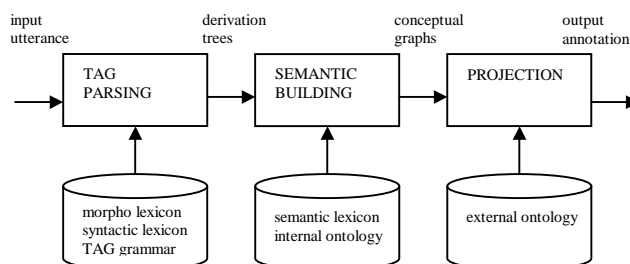 input
utterance
derivation
trees
conceptual
graphs
output
annotation
TAG
PARSING
SEMANTIC
BUILDING
PROJECTION
morpho lexicon
syntactic lexicon
TAG grammar
semantic lexicon
internal ontology
external ontology